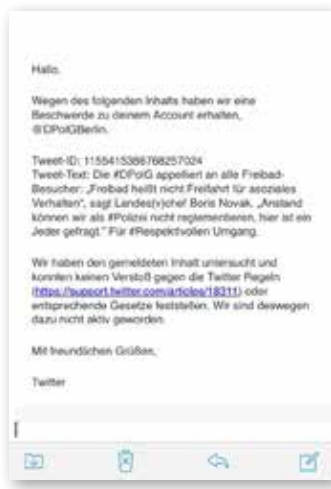 Hallo,
Wegen des folgenden Inhalts haben wir eine
Beschwerde zu deinem Account erhalten,
@DPolGBerlin.
Tweet-ID: 1155415386768257024
Tweet-Text: Die #DPolG appelliert an alle Freibad-
Besucher: „Freibad heißt nicht Freifahrt für asoziales
Verhalten“, sagt Landes(v)chef Boris Novak. „Anstand
können wir als #Polizei nicht reglementieren, hier ist ein
Jeder gefragt.“ Für #Respektvollen Umgang.
Wir haben den gemeldeten Inhalt untersucht und
konnten keinen Verstoß gegen die Twitter Regeln
(https://support.twitter.com/articles/18311) oder
entsprechende Gesetze feststellen. Wir sind deswegen
dazu nicht aktiv geworden.
Mit freundlichen Grüßen,
Twitter